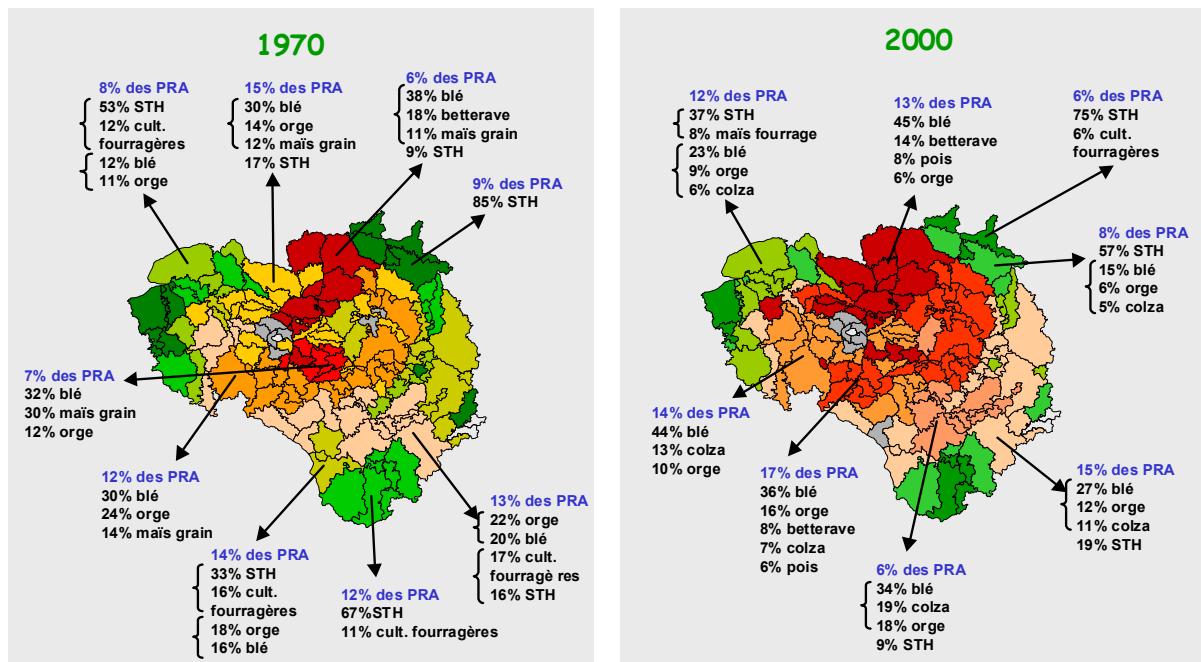 1970
8% des PRA
53% STH
12% cult.
fourragères
12% blé
11% orge
15% des PRA
30% blé
14% orge
12% maïs grain
17% STH
6% des PRA
38% blé
18% betterave
11% maïs grain
9% STH
9% des PRA
85% STH
7% des PRA
32% blé
30% maïs grain
12% orge
12% des PRA
30% blé
24% orge
14% maïs grain
14% des PRA
33% STH
16% cult.
fourragères
18% orge
16% blé
12% des PRA
67%STH
11% cult. fourragères
13% des PRA
22% orge
20% blé
17% cult.
fourragè res
16% STH
2000
12% des PRA
37% STH
8% maïs fourrage
23% blé
9% orge
6% colza
13% des PRA
45% blé
14% betterave
8% pois
6% orge
6% des PRA
75% STH
6% cult.
fourragères
8% des PRA
57% STH
15% blé
6% orge
5% colza
14% des PRA
44% blé
13% colza
10% orge
17% des PRA
36% blé
16% orge
8% betterave
7% colza
6% pois
6% des PRA
34% blé
19% colza
18% orge
9% STH
15% des PRA
27% blé
12% orge
11% colza
19% STH